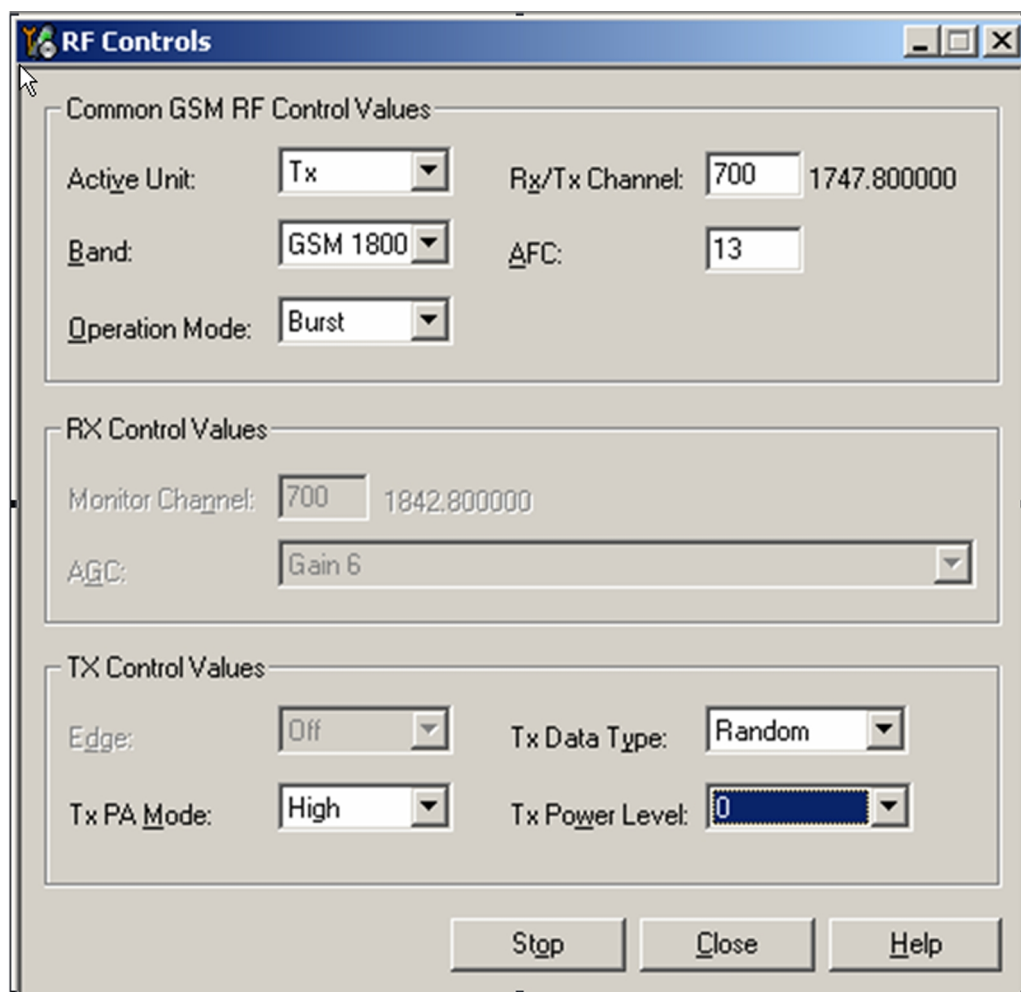 RF Controls
Common GSM RF Control Values
Active Unit: Tx Rx/Tx Channel: 700 1747.800000
Band: GSM 1800 AFC: 13
Operation Mode: Burst
RX Control Values
Monitor Channel: 700 1842.800000
AGC: Gain 6
TX Control Values
Edge: Off Tx Data Type: Random
Tx PA Mode: High Tx Power Level: 0
Stop Close Help